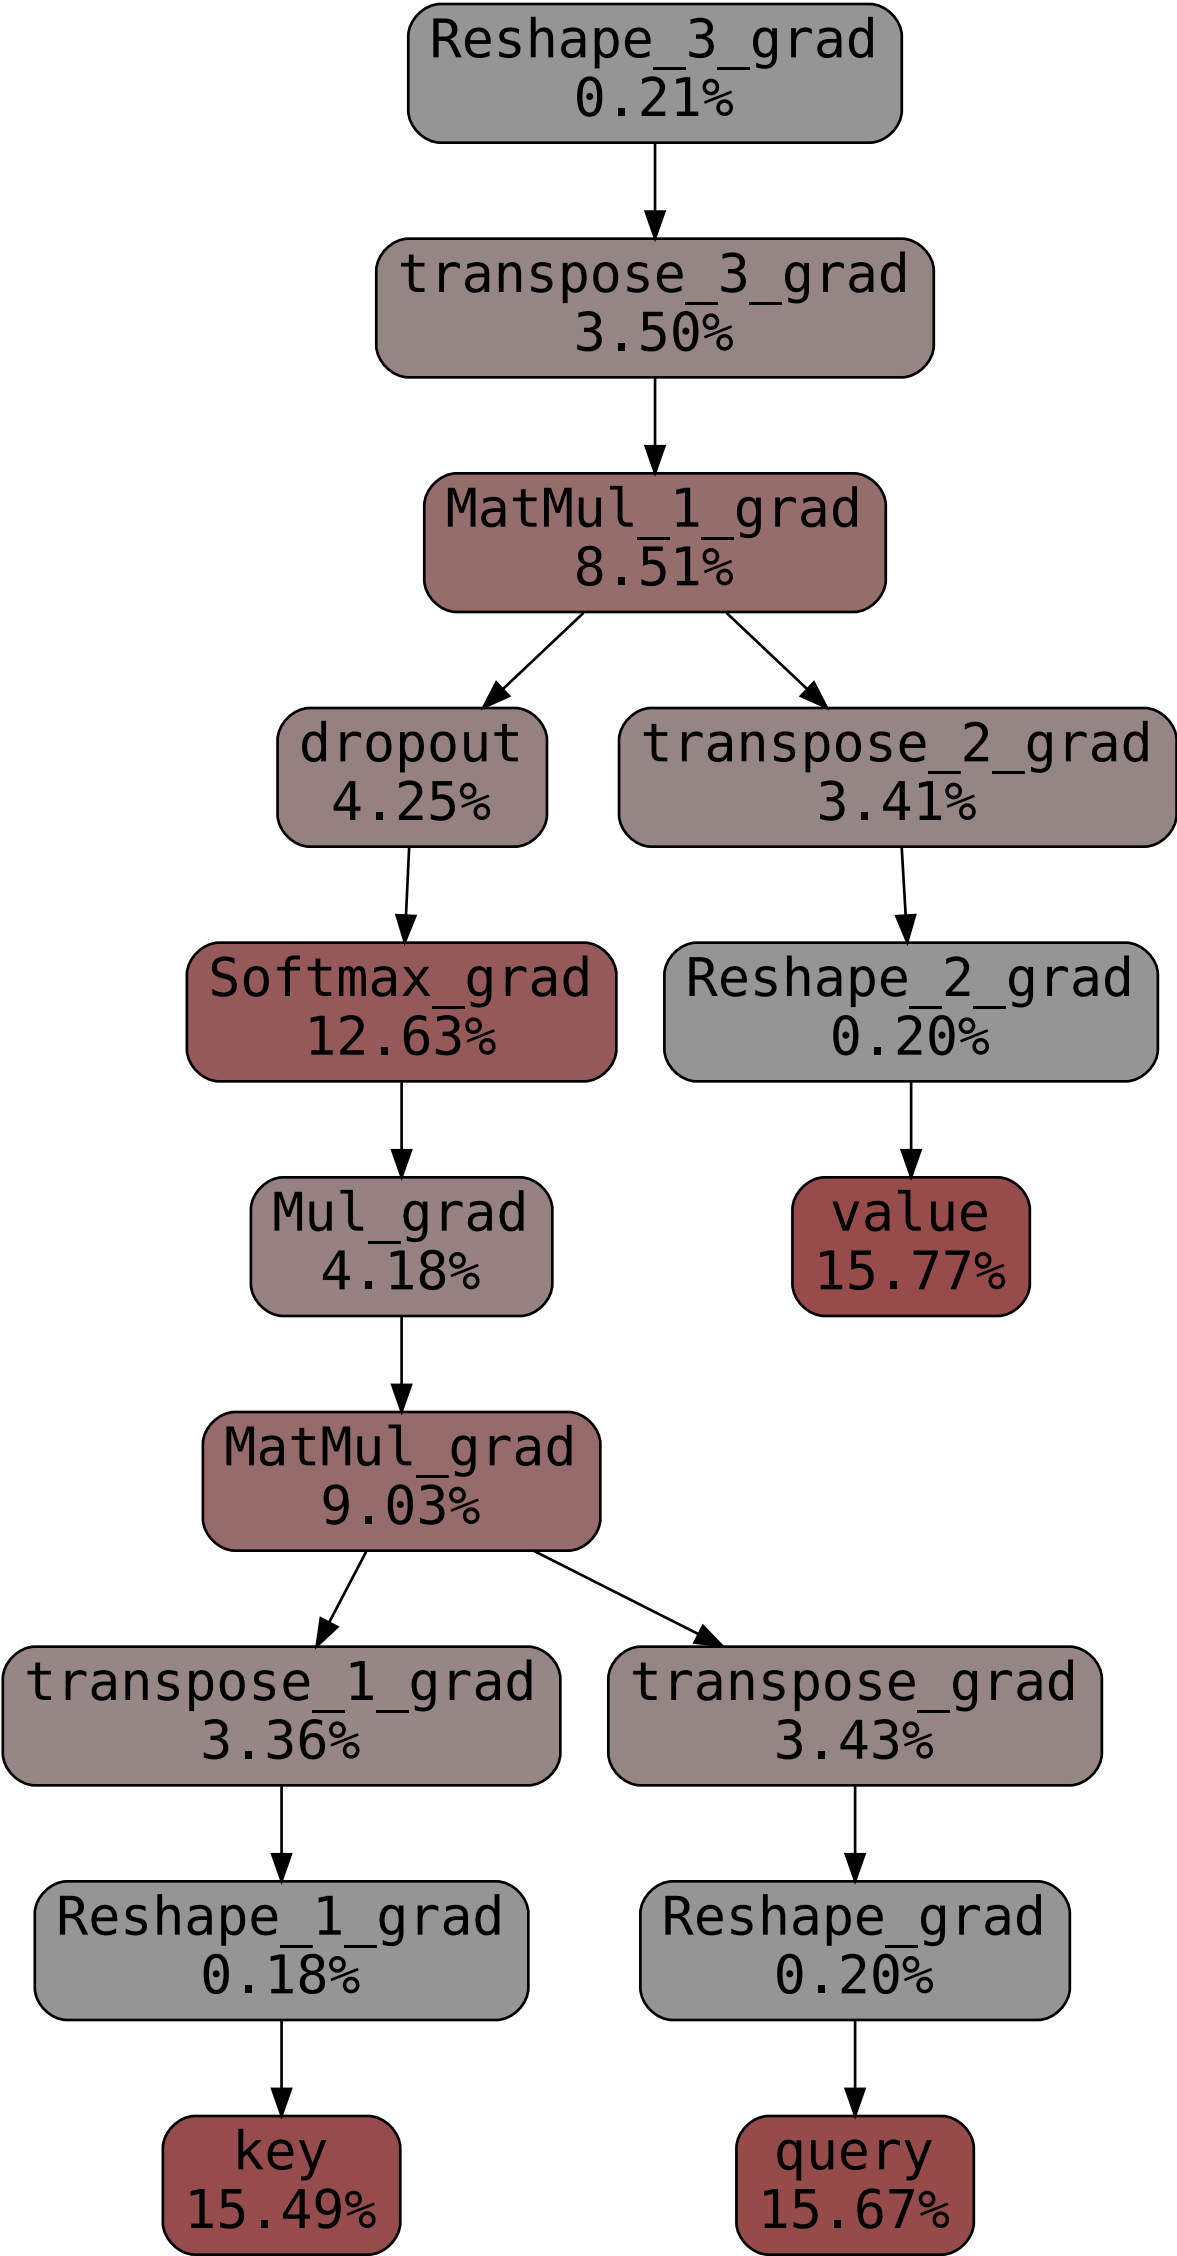 Reshape_3_grad
0.21%
transpose_3_grad
3.50%
MatMul_1_grad
8.51%
dropout
4.25%
transpose_2_grad
3.41%
Softmax_grad
12.63%
Reshape_2_grad
0.20%
Mul_grad
4.18%
value
15.77%
MatMul_grad
9.03%
transpose_1_grad
3.36%
transpose_grad
3.43%
Reshape_1_grad
0.18%
Reshape_grad
0.20%
key
15.49%
query
15.67%